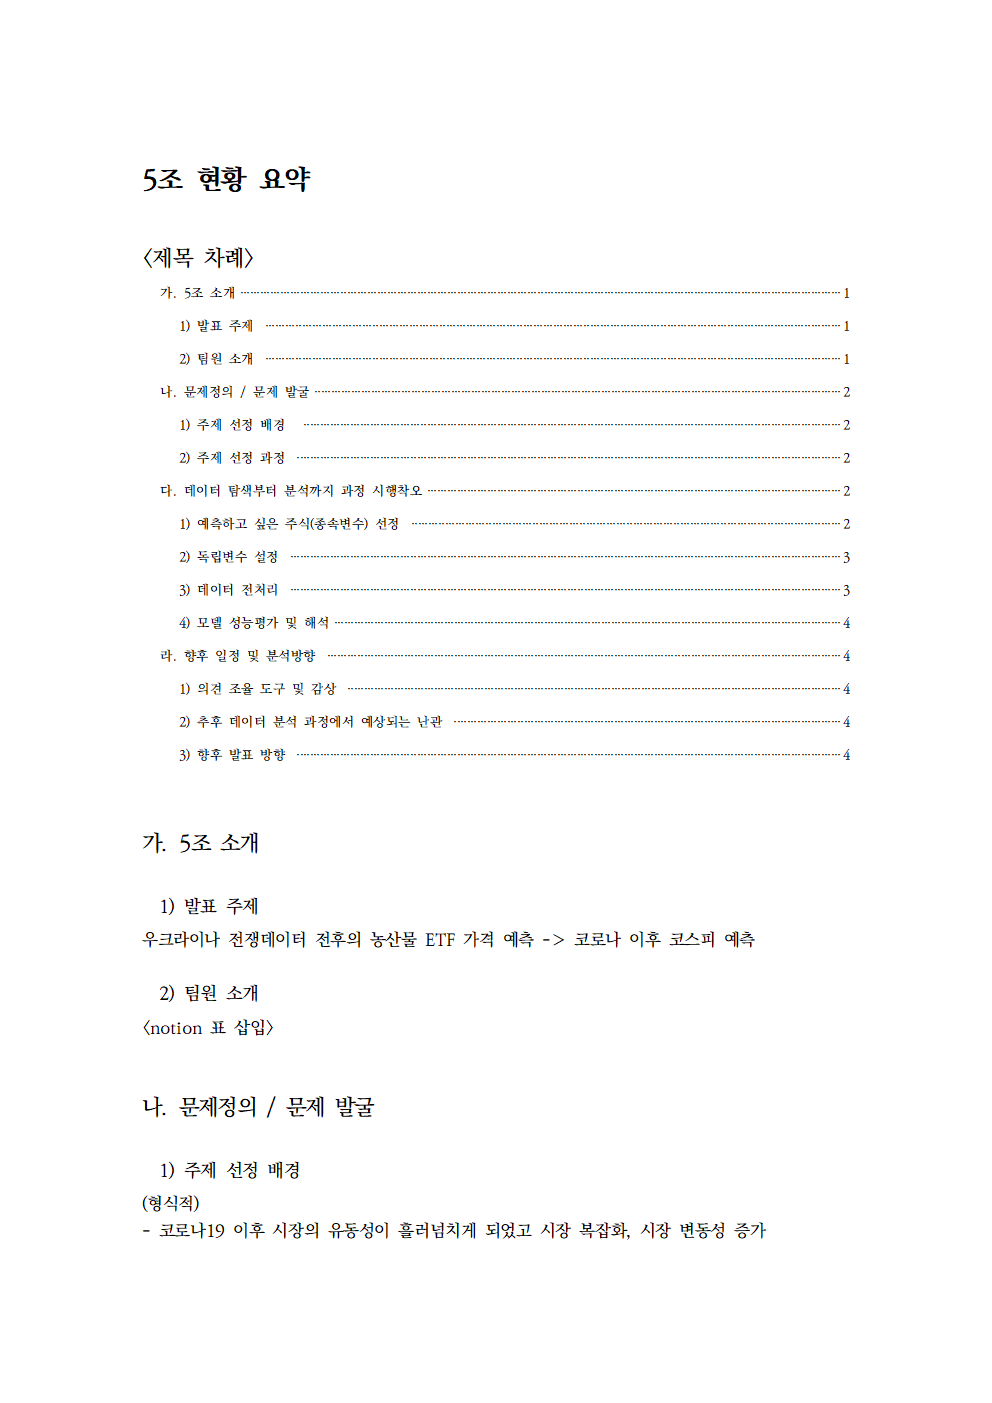 5조 현황 요약
<제목 차례>
가. 5조 소개 1
1) 발표 주제 1
2) 팀원 소개 1
나. 문제정의 / 문제 발굴 2
1) 주제 선정 배경 2
2) 주제 선정 과정 2
다. 데이터 탐색부터 분석까지 과정 시행착오 2
1) 예측하고 싶은 주식(종속변수) 선정 2
2) 독립변수 설정 3
3) 데이터 전처리 3
4) 모델 성능평가 및 해석 4
라. 향후 일정 및 분석방향 4
1) 의견 조율 도구 및 감상 4
2) 추후 데이터 분석 과정에서 예상되는 난관 4
3) 향후 발표 방향 4
가. 5조 소개
1) 발표 주제
우크라이나 전쟁데이터 전후의 농산물 ETF 가격 예측 -> 코로나 이후 코스피 예측
2) 팀원 소개
<notion 표 삽입>
나. 문제정의 / 문제 발굴
1) 주제 선정 배경
(형식적)
- 코로나19 이후 시장의 유동성이 흘러넘치게 되었고 시장 복잡화, 시장 변동성 증가